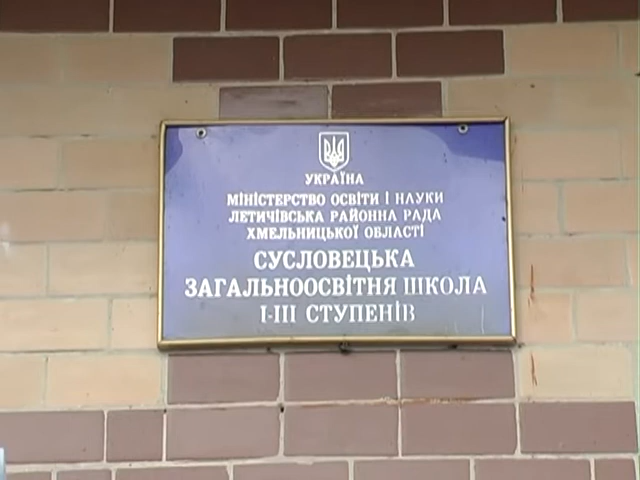 УКРАЇНА
МІНІСТЕРСТВО ОСВІТИ І НАУКИ
ЛЕТИЧІВСЬКА РАЙОННА РАДА
ХМЕЛЬНИЦЬКОЇ ОБЛАСТІ
СУСЛОВЕЦЬКА
ЗАГАЛЬНООСВІТНЯ ШКОЛА
І-ІІІ СТУПЕНІВ